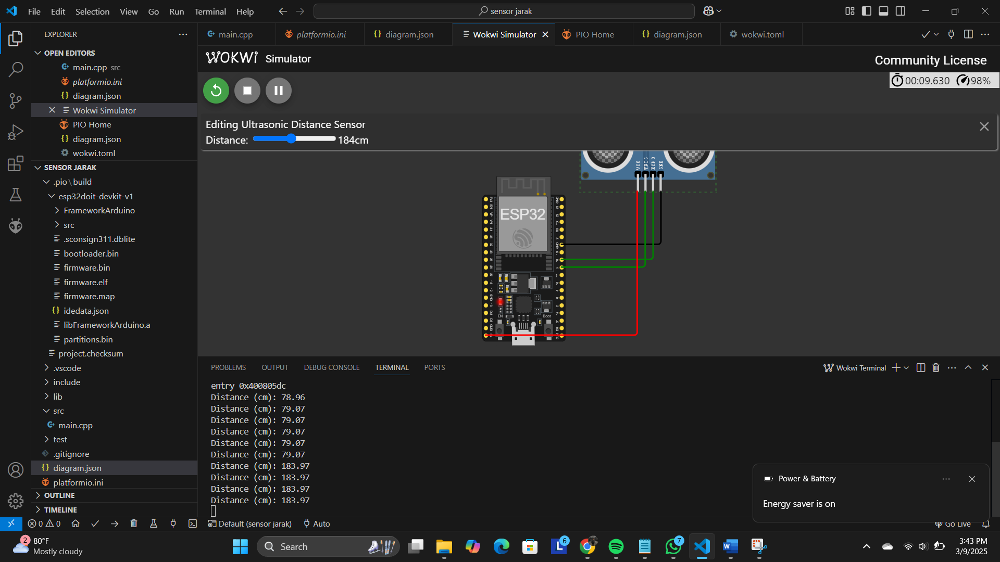 File Edit Selection View Go Run Terminal Help
sensor jarak
EXPLORER
OPEN EDITORS
main.cpp src
platformio.ini
diagram.json
Wokwi Simulator
PIO Home
diagram.json
wokwi.toml
SENSOR JARAK
.pio\build
esp32doit-devkit-v1
FrameworkArduino
src
.sconsign311.dblite
bootloader.bin
firmware.bin
firmware.elf
firmware.map
idedata.json
libFrameworkArduino.a
partitions.bin
project.checksum
.vscode
include
lib
src
main.cpp
test
.gitignore
diagram.json
platformio.ini
OUTLINE
TIMELINE
main.cpp platformio.ini diagram.json Wokwi Simulator PIO Home diagram.json wokwi.toml
WOKWI Simulator
Community License
00:09.630 98%
Editing Ultrasonic Distance Sensor
Distance: 184cm
VCC TRIG ECHO GND
ESP32
EN Boot
PROBLEMS OUTPUT DEBUG CONSOLE TERMINAL PORTS
Wokwi Terminal
entry 0x400805dc
Distance (cm): 78.96
Distance (cm): 79.07
Distance (cm): 79.07
Distance (cm): 79.07
Distance (cm): 79.07
Distance (cm): 79.07
Distance (cm): 183.97
Distance (cm): 183.97
Distance (cm): 183.97
Distance (cm): 183.97
Power & Battery
Energy saver is on
0 0 Default (sensor jarak) Auto
Go Live
2 80°F
Mostly cloudy
Search
L 6
7
3:43 PM
3/9/2025